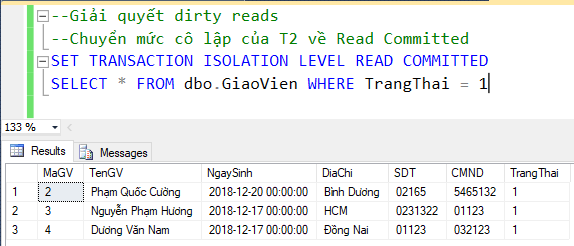 --Giải quyết dirty reads
--Chuyển mức cô lập của T2 về Read Committed
SET TRANSACTION ISOLATION LEVEL READ COMMITTED
SELECT * FROM dbo.GiaoVien WHERE TrangThai = 1
133 %
Results Messages
MaGV TenGV NgaySinh DiaChi SDT CMND TrangThai
1 2 Phạm Quốc Cường 2018-12-20 00:00:00 Bình Dương 02165 5465132 1
2 3 Nguyễn Phạm Hương 2018-12-17 00:00:00 HCM 0231322 01123 1
3 4 Dương Văn Nam 2018-12-17 00:00:00 Đồng Nai 01123 032123 1